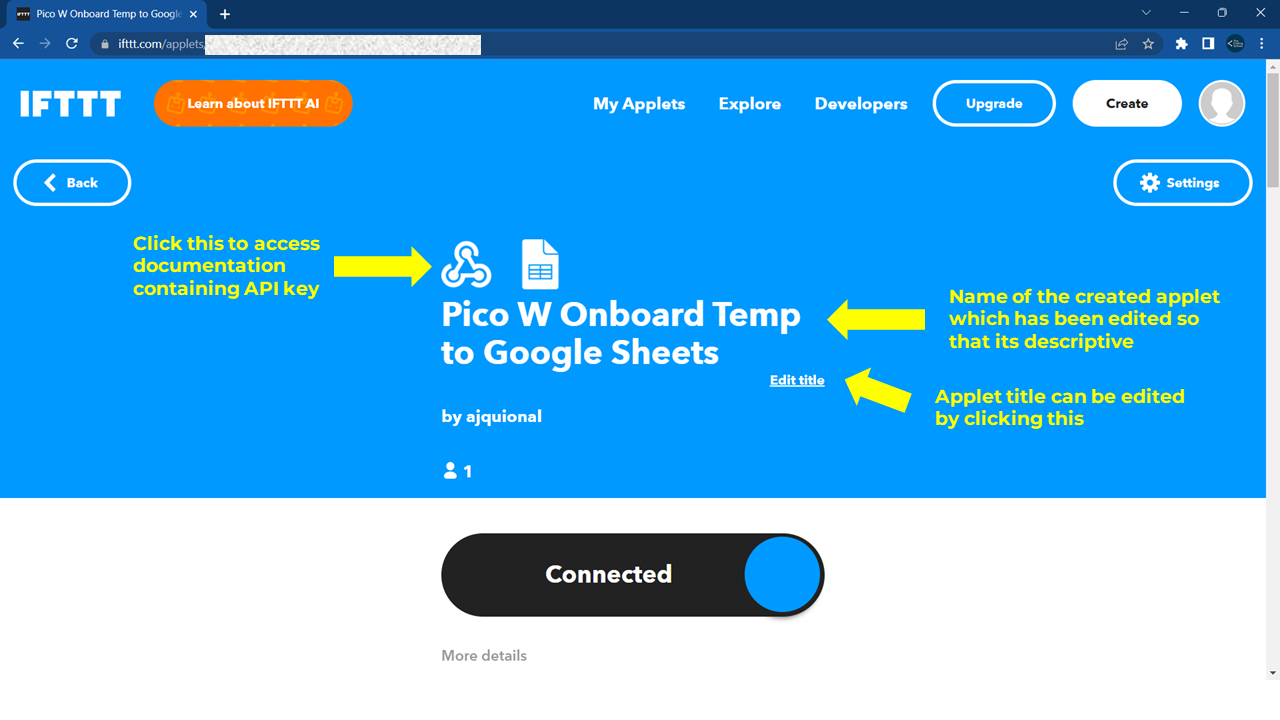 IFTTT
Pico W Onboard Temp to Google
ifttt.com/applets/
IFTTT
Learn about IFTTT AI
My Applets
Explore
Developers
Upgrade
Create
Back
Settings
Click this to access
documentation
containing API key
Pico W Onboard Temp
to Google Sheets
Name of the created applet
which has been edited so
that its descriptive
Edit title
Applet title can be edited
by clicking this
by ajquional
1
Connected
More details